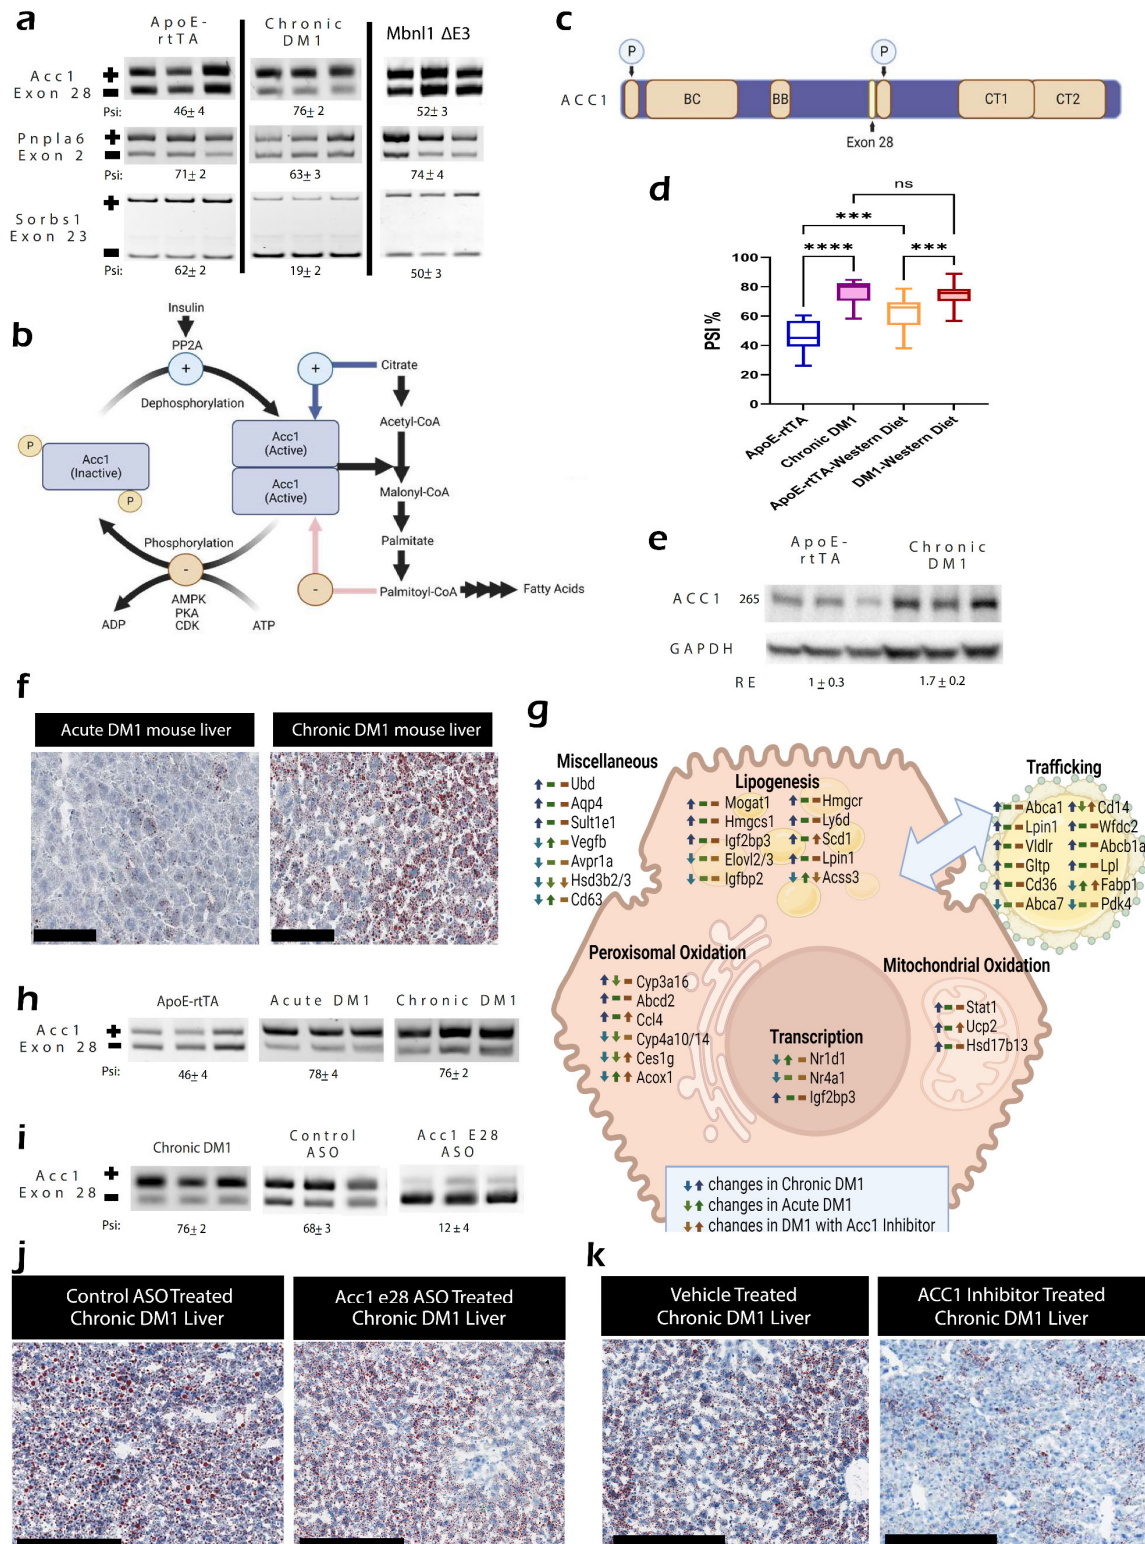 a
ApoE-
rtTA
Chronic
DM1
Mbnl1 ΔE3
Acc1
Exon 28
+
-
Psi:
46± 4
76± 2
52± 3
Pnpla6
Exon 2
+
-
Psi:
71± 2
63± 3
74± 4
Sorbs1
Exon 23
+
-
Psi:
62± 2
19± 2
50± 3
b
Insulin
PP2A
+
Dephosphorylation
P
Acc1
(Inactive)
P
Acc1
(Active)
Acc1
(Active)
+
Citrate
Acetyl-CoA
Malonyl-CoA
Palmitate
Palmitoyl-CoA
Fatty Acids
-
Phosphorylation
-
AMPK
PKA
CDK
ADP
ATP
c
P
P
ACC1
BC
BB
CT1
CT2
Exon 28
d
ns
***
****
***
PSI %
100
80
60
40
20
0
ApoE-rtTA
Chronic DM1
ApoE-rtTA-Western Diet
DM1-Western Diet
e
ApoE-
rtTA
Chronic
DM1
ACC1
265
GAPDH
RE
1 ± 0.3
1.7 ± 0.2
f
Acute DM1 mouse liver
Chronic DM1 mouse liver
g
Miscellaneous
Ubd
Aqp4
Sult1e1
Vegfb
Avpr1a
Hsd3b2/3
Cd63
Lipogenesis
Mogat1
Hmgcs1
Igf2bp3
Elovl2/3
Igfbp2
Hmgcr
Ly6d
Scd1
Lpin1
Acss3
Trafficking
Abca1
Lpin1
Vldlr
Gltp
Cd36
Abca7
Cd14
Wfdc2
Abcb1a
Lpl
Fabp1
Pdk4
Peroxisomal Oxidation
Cyp3a16
Abcd2
Ccl4
Cyp4a10/14
Ces1g
Acox1
Transcription
Nr1d1
Nr4a1
Igf2bp3
Mitochondrial Oxidation
Stat1
Ucp2
Hsd17b13
changes in Chronic DM1
changes in Acute DM1
changes in DM1 with Acc1 Inhibitor
h
ApoE-rtTA
Acute DM1
Chronic DM1
Acc1
Exon 28
+
-
Psi:
46± 4
78± 4
76± 2
i
Chronic DM1
Control
ASO
Acc1 E28
ASO
Acc1
Exon 28
+
-
Psi:
76± 2
68± 3
12± 4
j
Control ASO Treated
Chronic DM1 Liver
Acc1 e28 ASO Treated
Chronic DM1 Liver
k
Vehicle Treated
Chronic DM1 Liver
ACC1 Inhibitor Treated
Chronic DM1 Liver